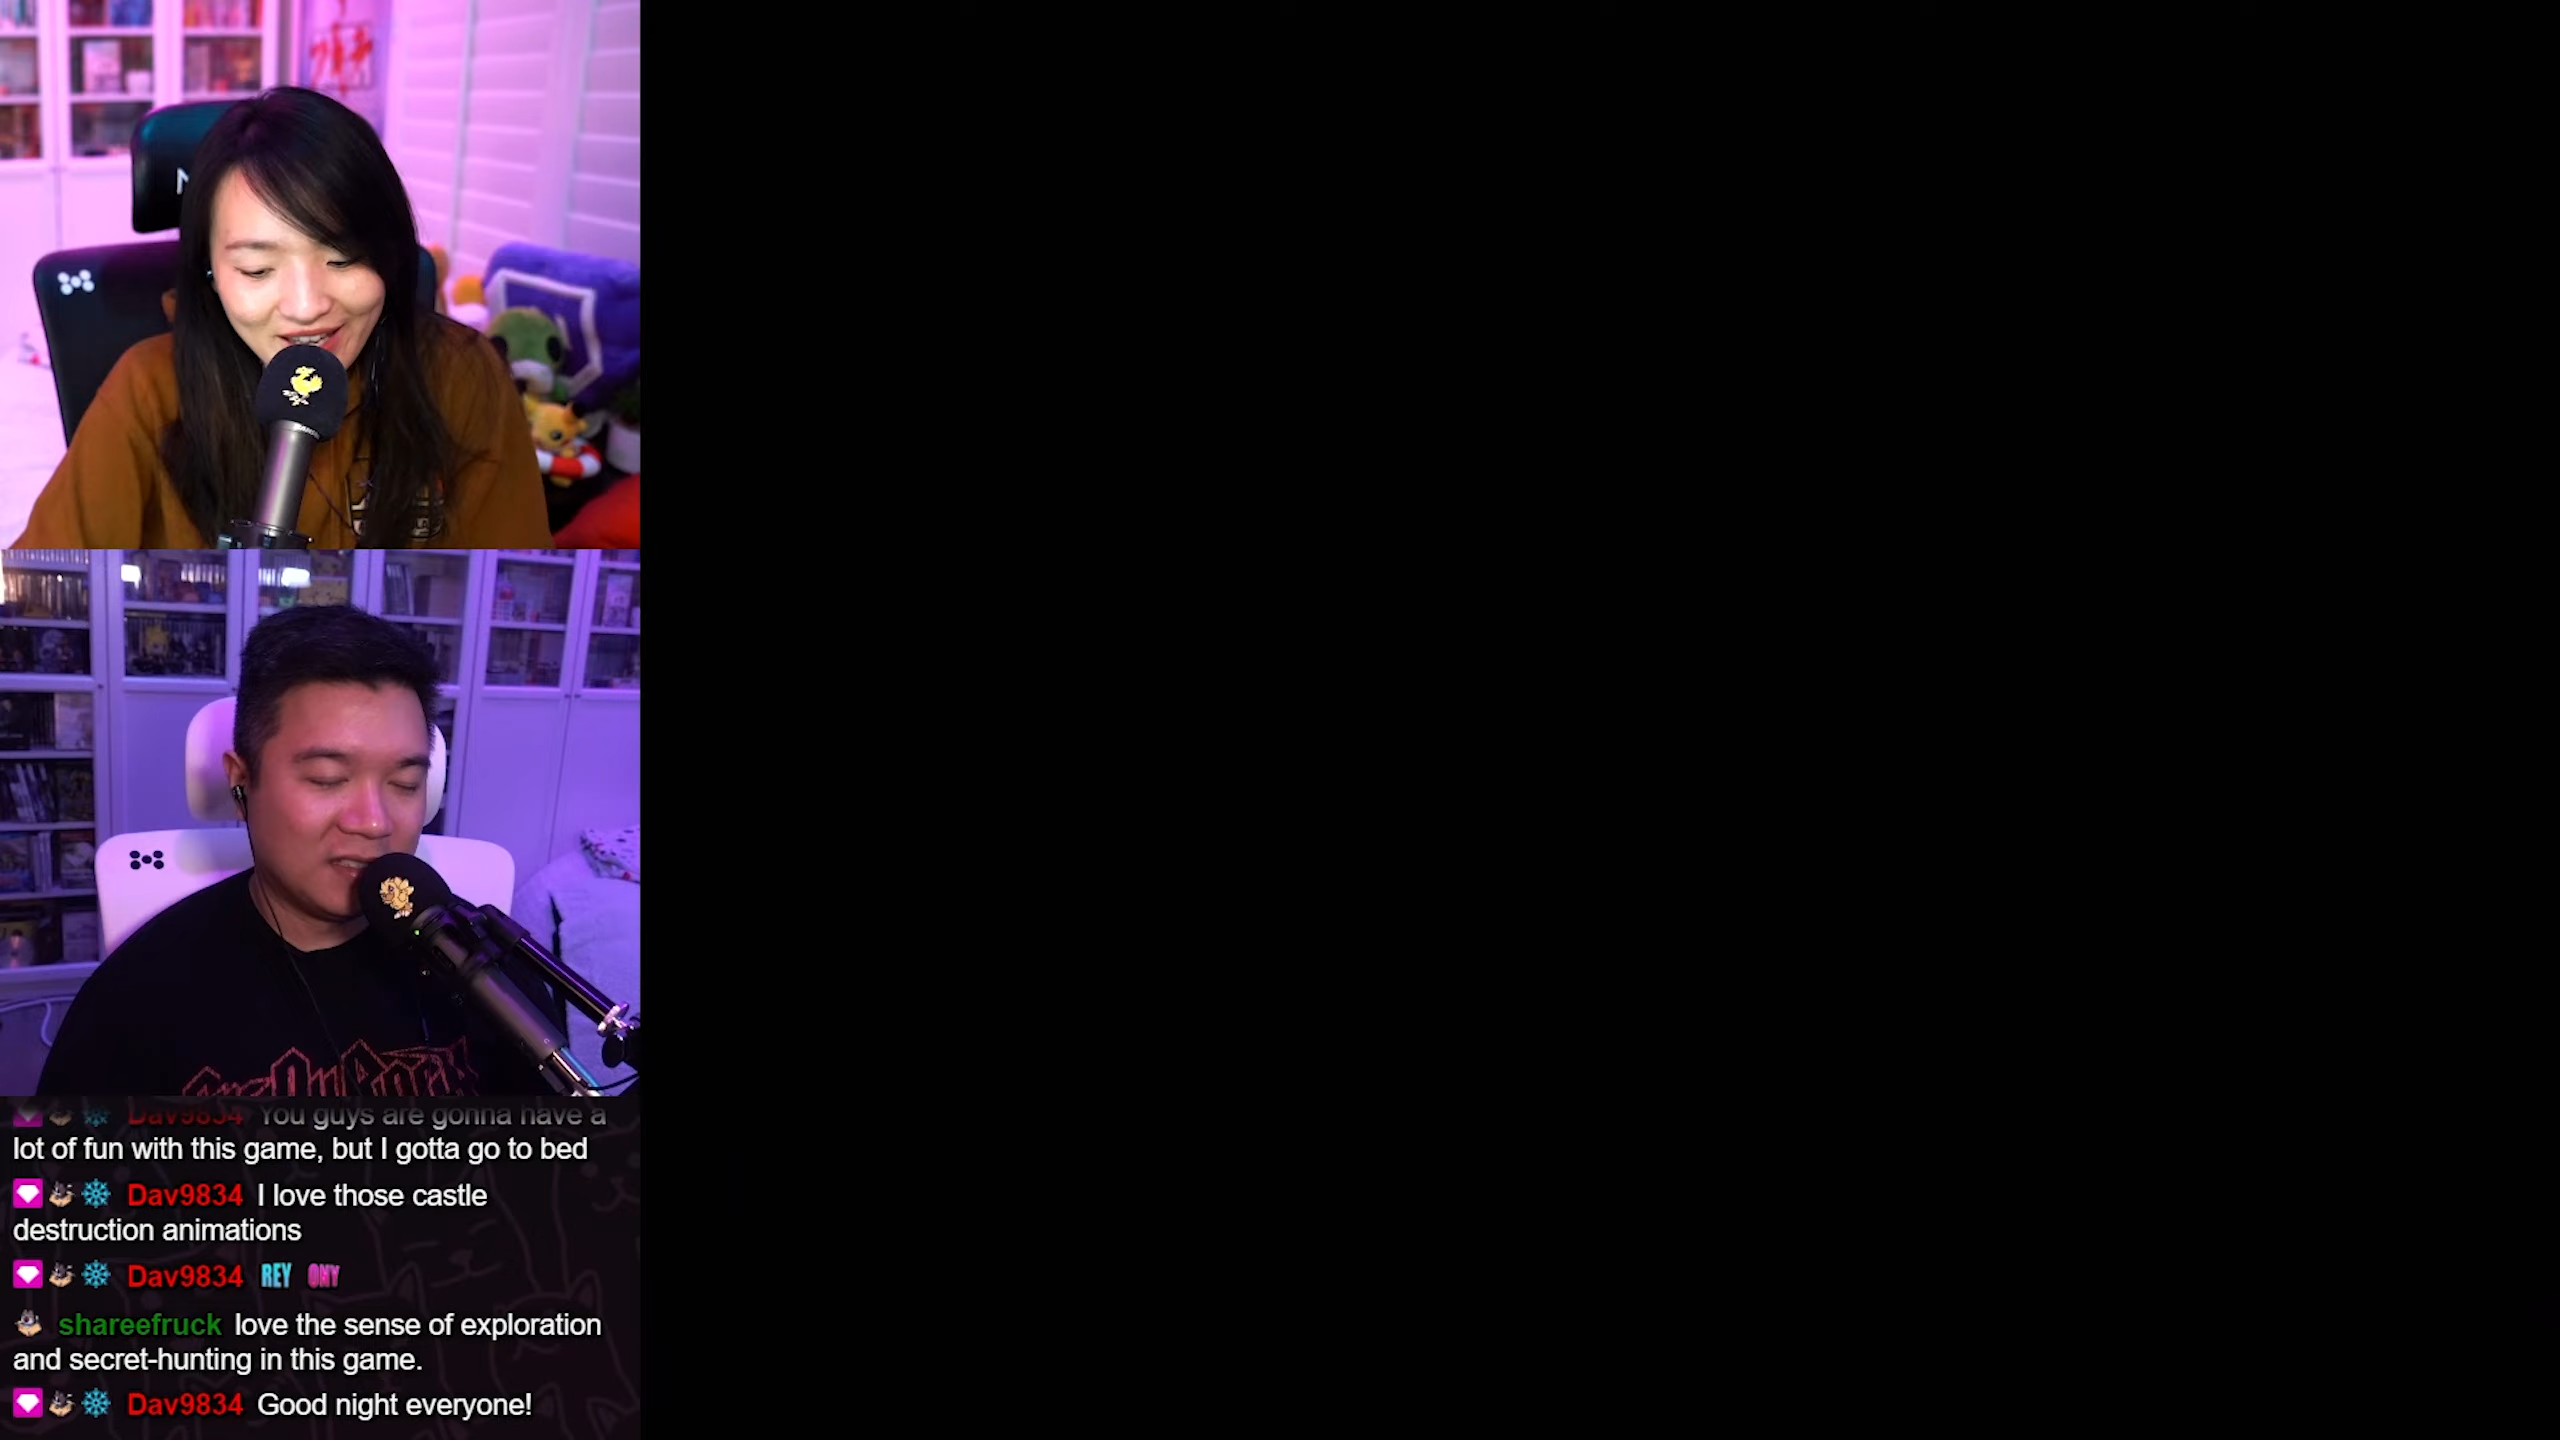 Dav9834 You guys are gonna have a
lot of fun with this game, but I gotta go to bed
Dav9834 I love those castle
destruction animations
Dav9834 REY ONY
shareefruck love the sense of exploration
and secret-hunting in this game.
Dav9834 Good night everyone!